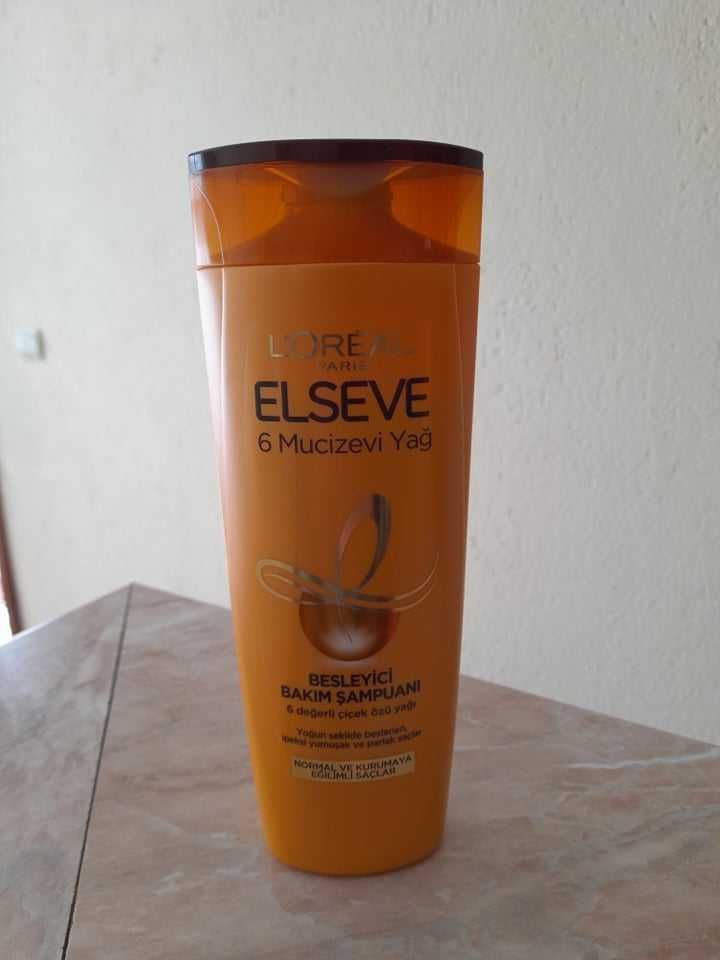 L'ORÉAL
PARIS
ELSEVE
6 Mucizevi Yağ
BESLEYİCİ
BAKIM ŞAMPUANI
6 değerli çiçek özü yağı
Yoğun şekilde beslenen,
ipeksi yumuşak ve parlak saçlar
NORMAL VE KURUMAYA
EĞİLİMLİ SAÇLAR